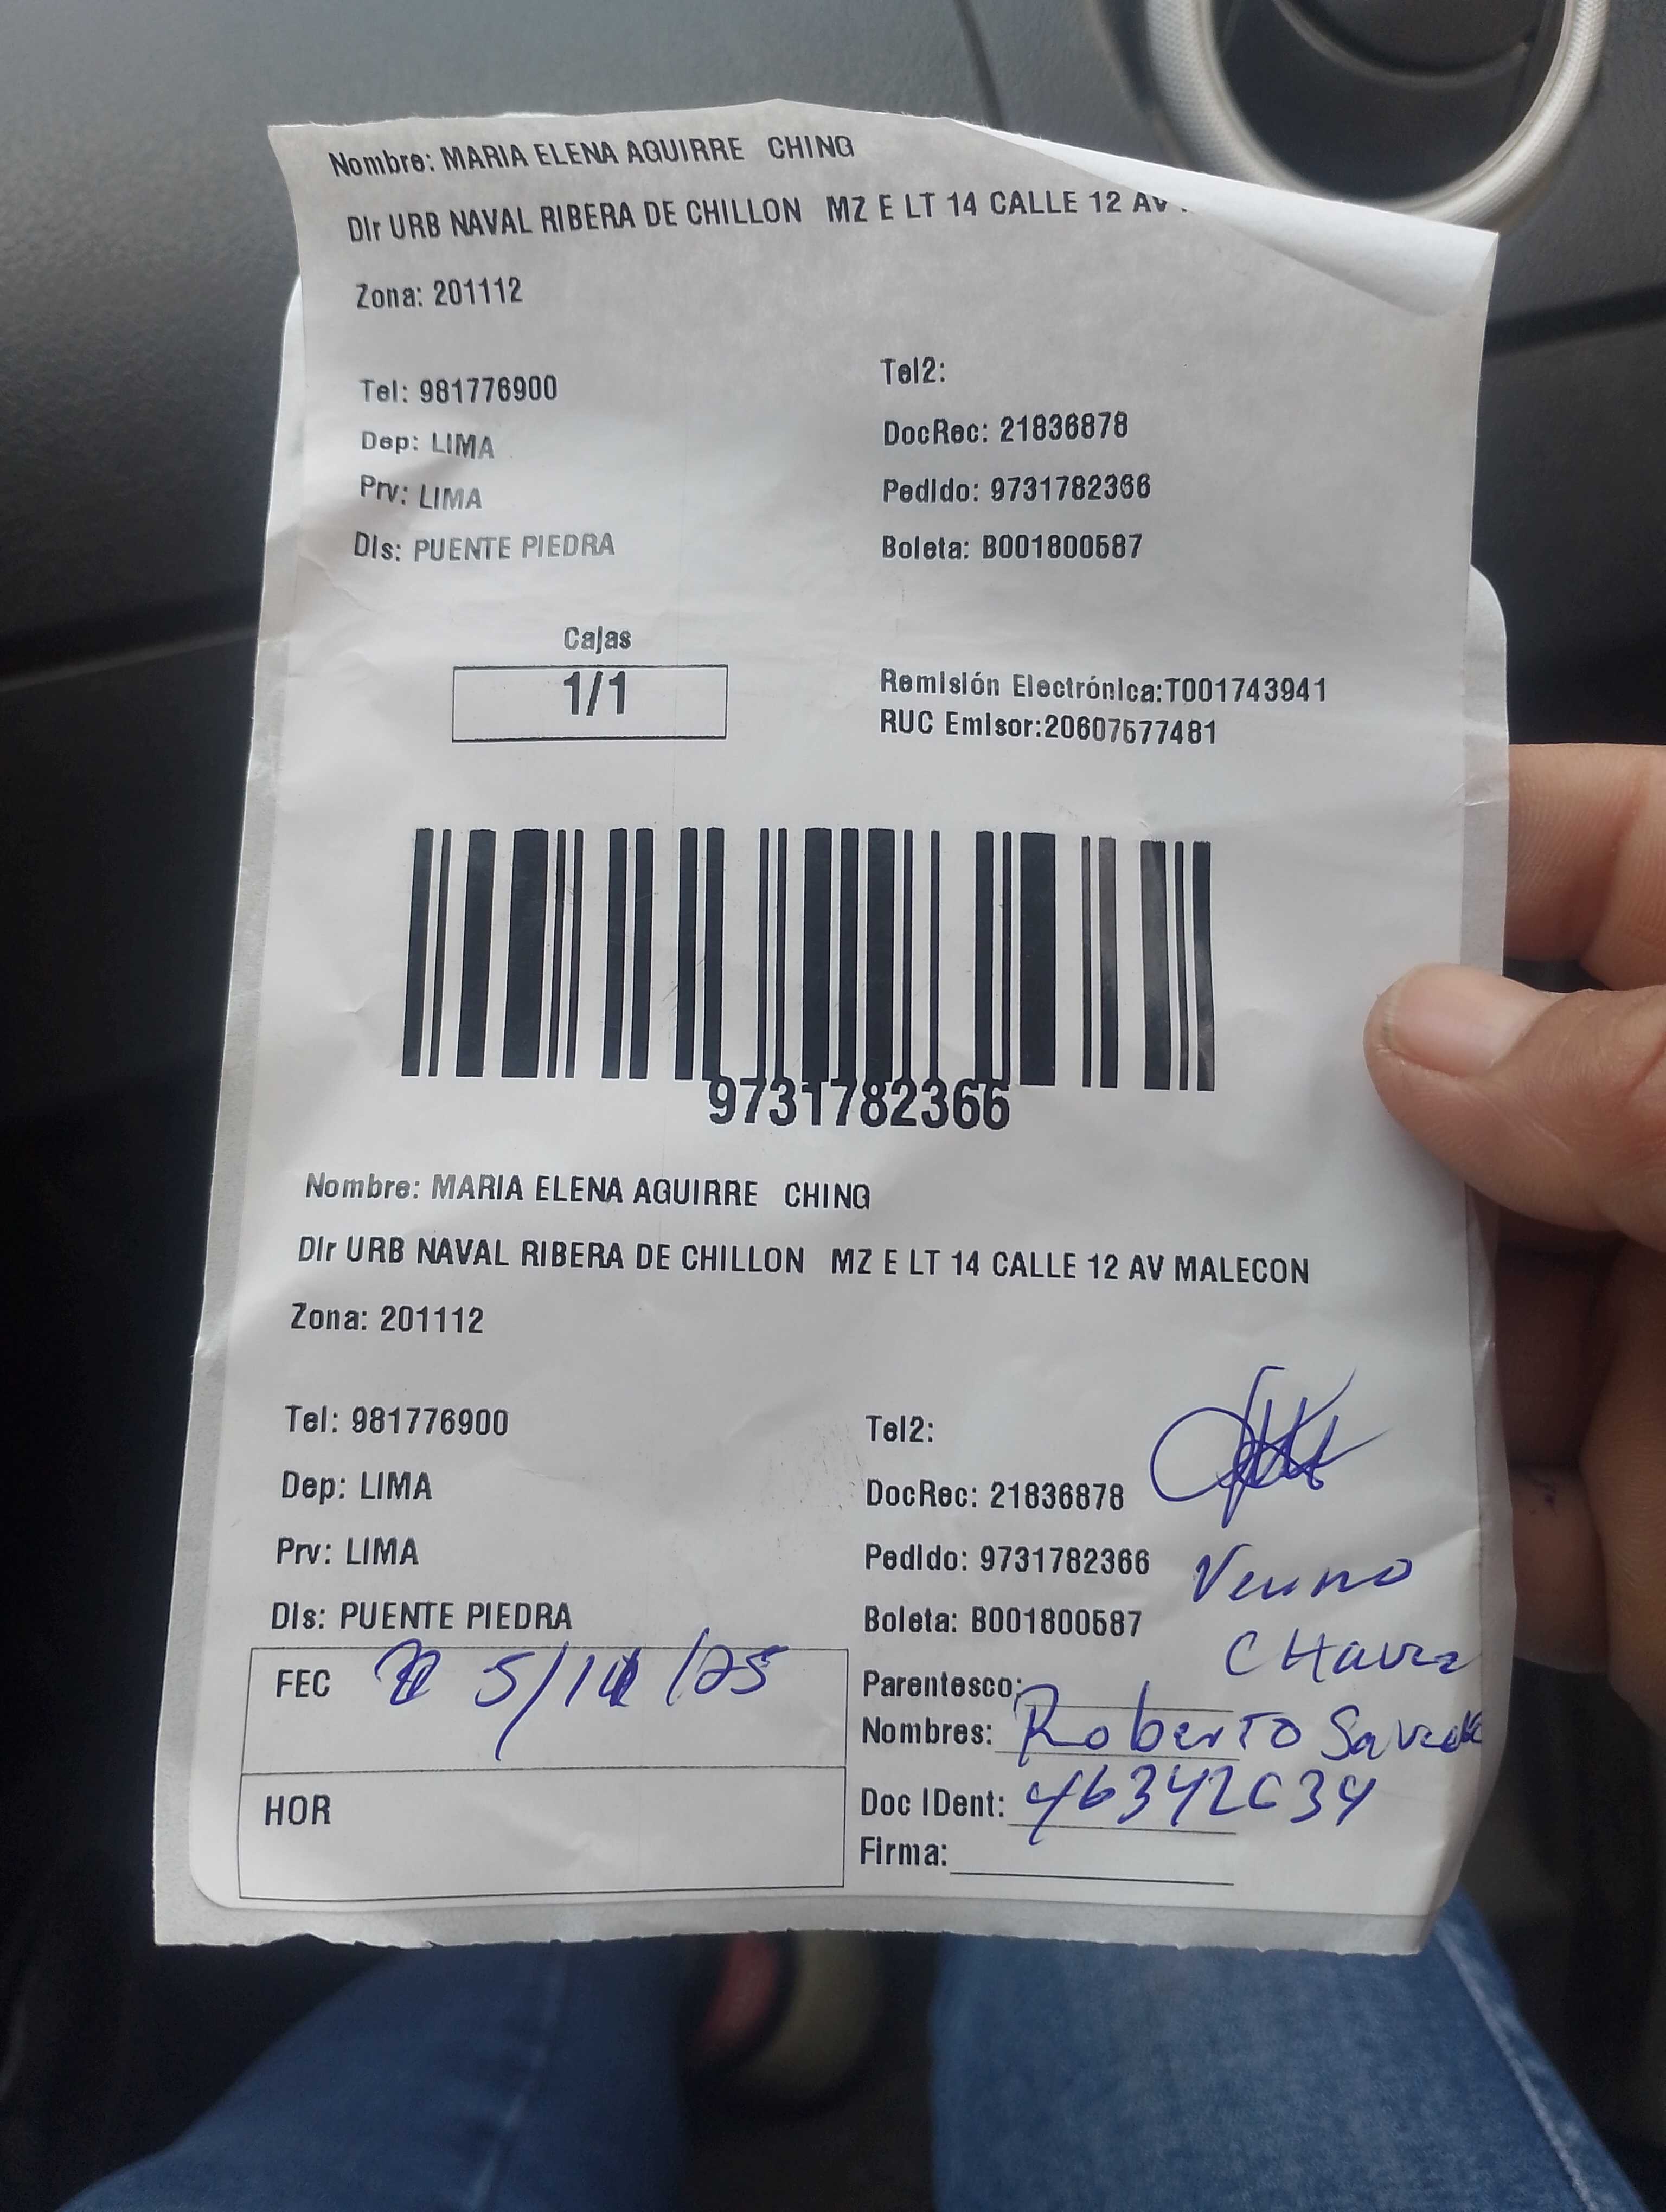 Nombre: MARIA ELENA AGUIRRE CHING
Dir URB NAVAL RIBERA DE CHILLON MZ E LT 14 CALLE 12 AV
Zona: 201112
Tel: 981776900
Tel2:
Dep: LIMA
DocRec: 21836878
Prv: LIMA
Pedido: 9731782366
Dis: PUENTE PIEDRA
Boleta: B001800587
Cajas
1/1
Remisión Electrónica:T001743941
RUC Emisor:20607577481
9731782366
Nombre: MARIA ELENA AGUIRRE CHING
Dir URB NAVAL RIBERA DE CHILLON MZ E LT 14 CALLE 12 AV MALECON
Zona: 201112
Tel: 981776900
Tel2:
Dep: LIMA
DocRec: 21836878
Prv: LIMA
Pedido: 9731782366
Dis: PUENTE PIEDRA
Boleta: B001800587
FEC
Parentesco:
Nombres: Roberto
HOR
Doc IDent: 46342634
Firma: